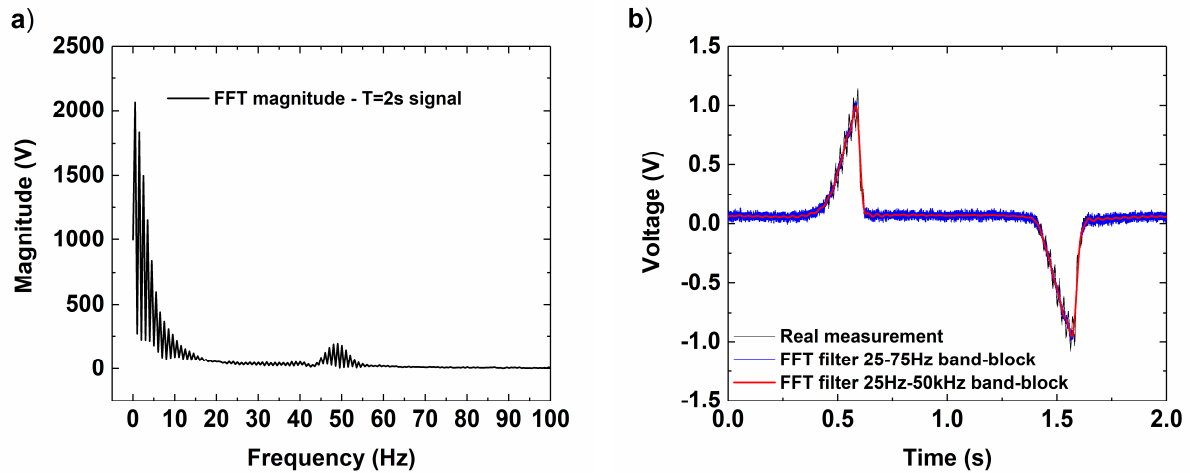 a)
2500
2000
1500
1000
500
0
Magnitude (V)
FFT magnitude - T=2s signal
0 10 20 30 40 50 60 70 80 90 100
Frequency (Hz)
b)
1.5
1.0
0.5
0.0
-0.5
-1.0
-1.5
Voltage (V)
Real measurement
FFT filter 25-75Hz band-block
FFT filter 25Hz-50kHz band-block
0.0 0.5 1.0 1.5 2.0
Time (s)